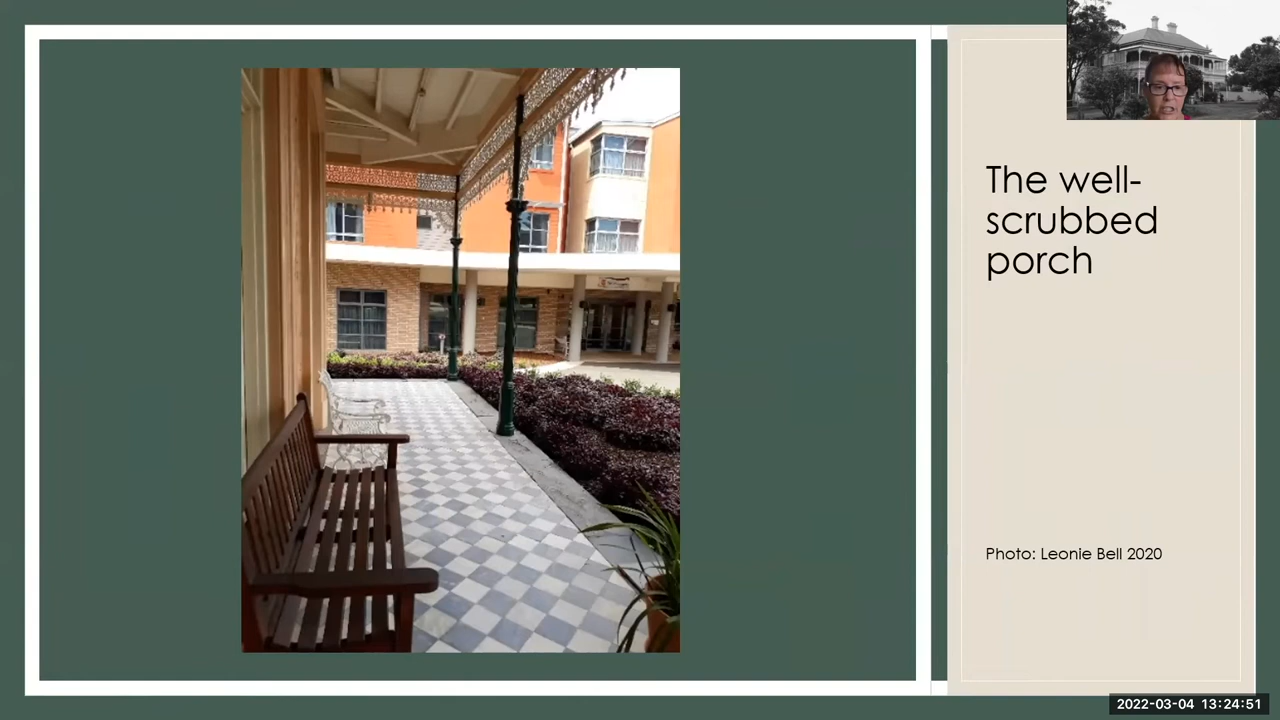 The well-
scrubbed
porch
Photo: Leonie Bell 2020
2022-03-04 13:24:51